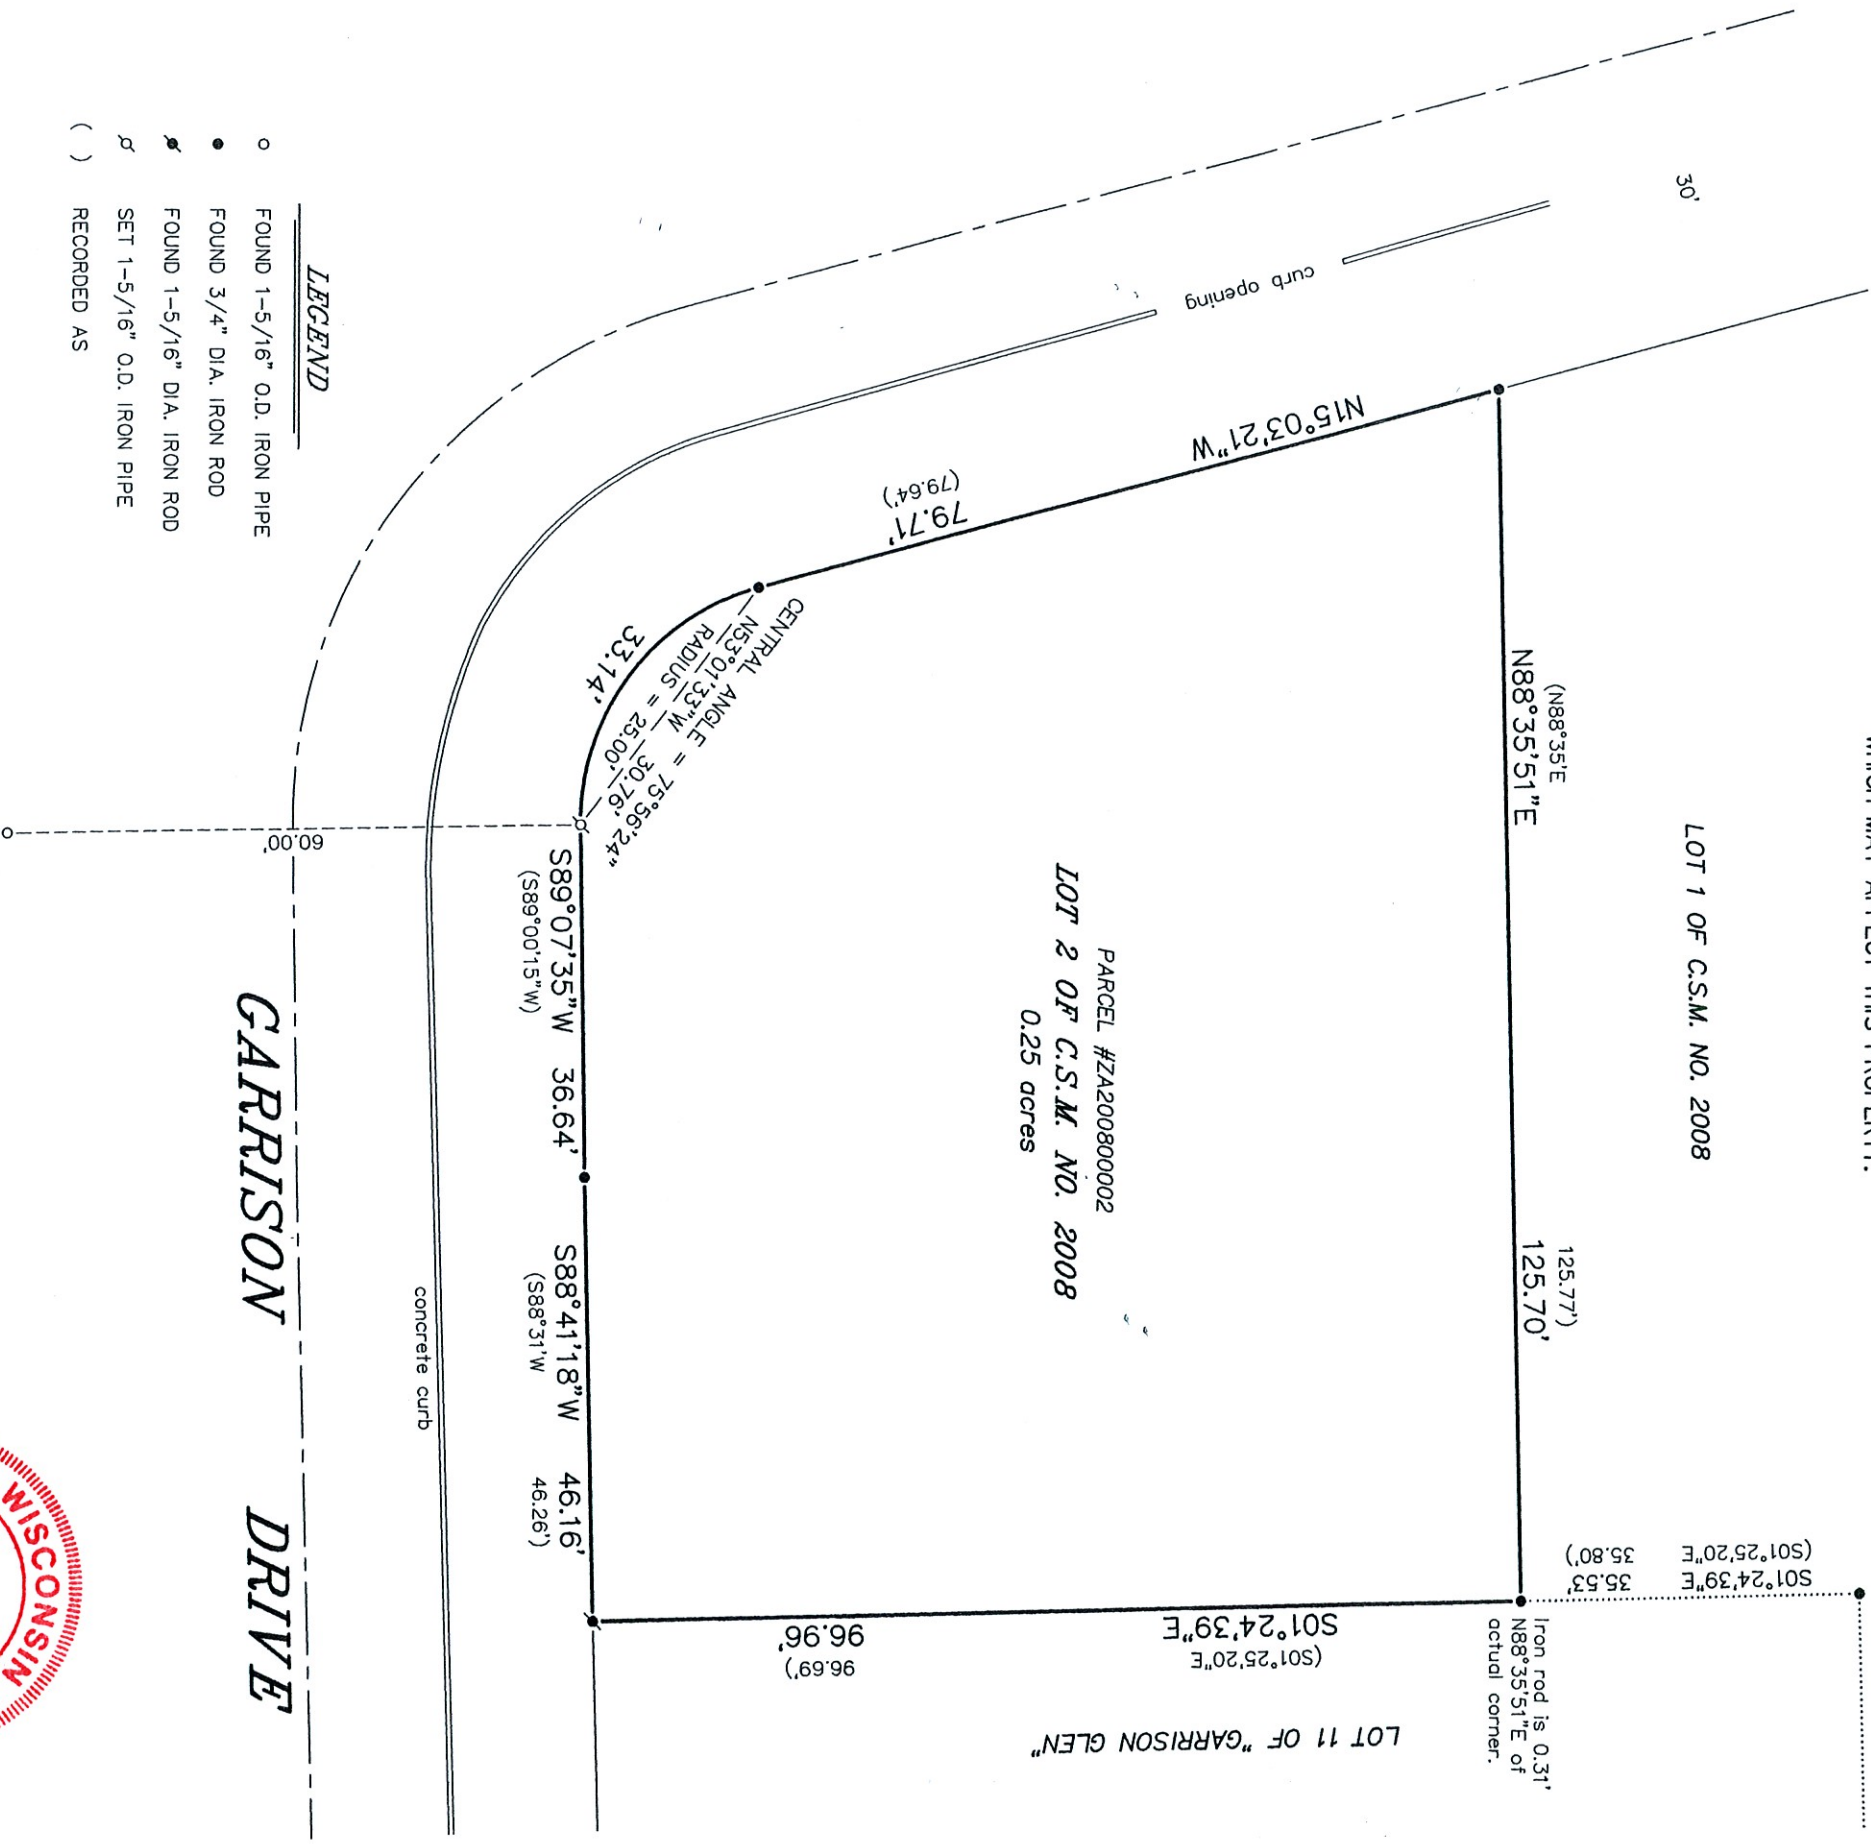 30'
curb opening
LOT 1 OF C.S.M. NO. 2008
(N88°35'E
N88°35'51"E
125.77')
125.70'
(S01°25'20"E
35.80')
S01°24'39"E
35.53'
Iron rod is 0.31'
N88°35'51"E of
actual corner.
N15°03'21"W
79.71'
(79.64')
CENTRAL ANGLE = 75°56'24"
N53°01'33"W 30.76'
RADIUS = 25.00'
33.14'
PARCEL #ZA20080002
LOT 2 OF C.S.M. NO. 2008
0.25 acres
(S01°25'20"E
96.69')
S01°24'39"E
96.96'
LOT 11 OF "GARRISON GLEN"
S89°07'35"W 36.64'
(S89°00'15"W)
S88°41'18"W 46.16'
(S88°31'W
46.26')
60.00'
concrete curb
GARRISON DRIVE
LEGEND
FOUND 1-5/16" O.D. IRON PIPE
FOUND 3/4" DIA. IRON ROD
FOUND 1-5/16" DIA. IRON ROD
SET 1-5/16" O.D. IRON PIPE
( ) RECORDED AS
WISCONSIN